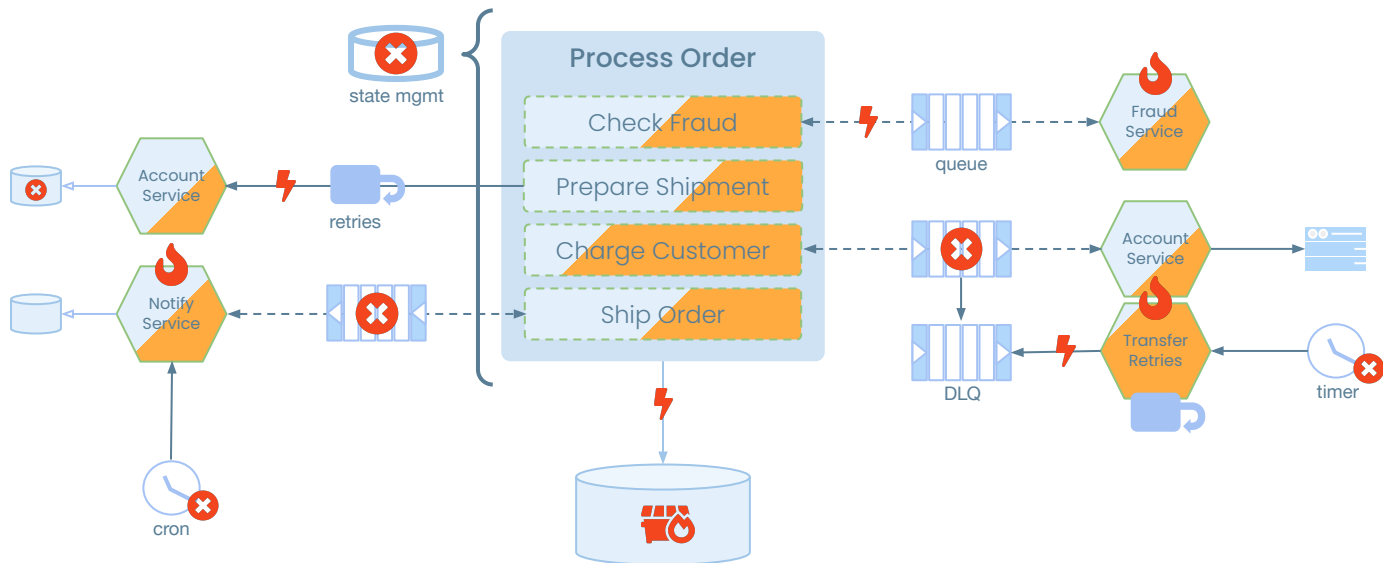 Process Order
state mgmt
Check Fraud
Fraud
Service
queue
Account
Service
Prepare Shipment
retries
Charge Customer
Account
Service
Notify
Service
Ship Order
Transfer
Retries
DLQ
timer
cron